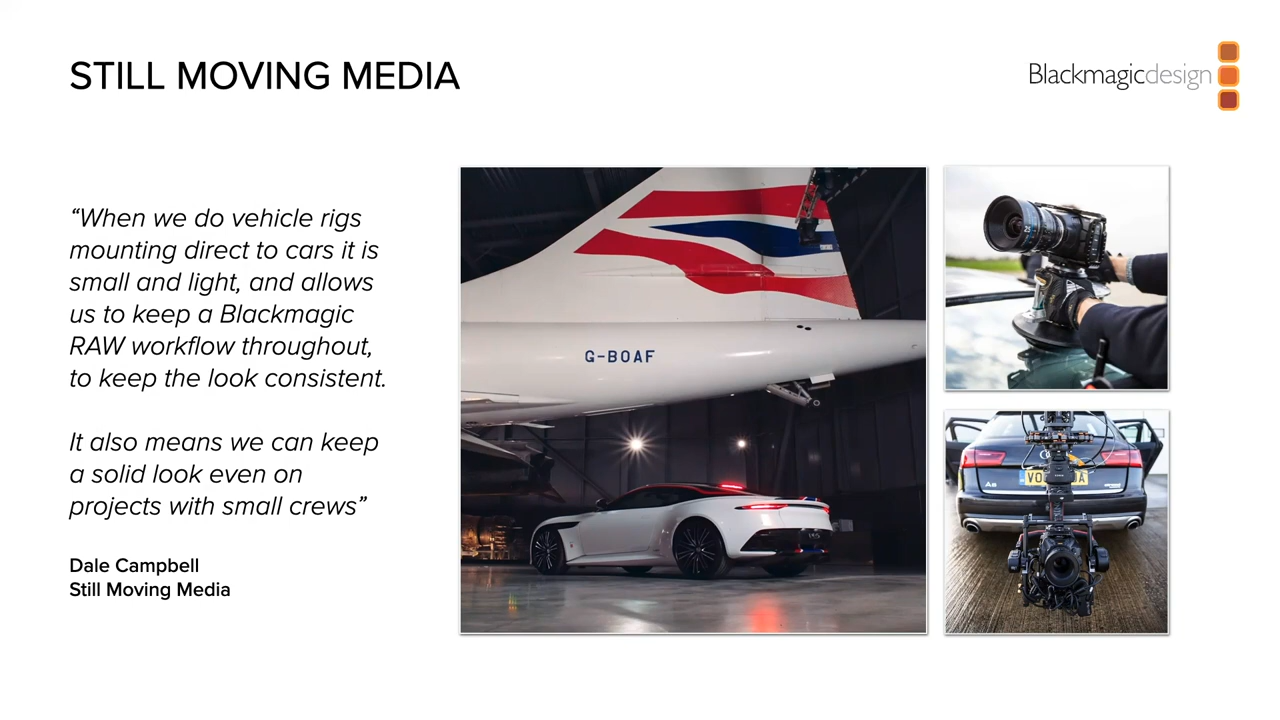 STILL MOVING MEDIA
Blackmagicdesign
“When we do vehicle rigs
mounting direct to cars it is
small and light, and allows
us to keep a Blackmagic
RAW workflow throughout,
to keep the look consistent.
It also means we can keep
a solid look even on
projects with small crews”
Dale Campbell
Still Moving Media
G-BOAF
A6